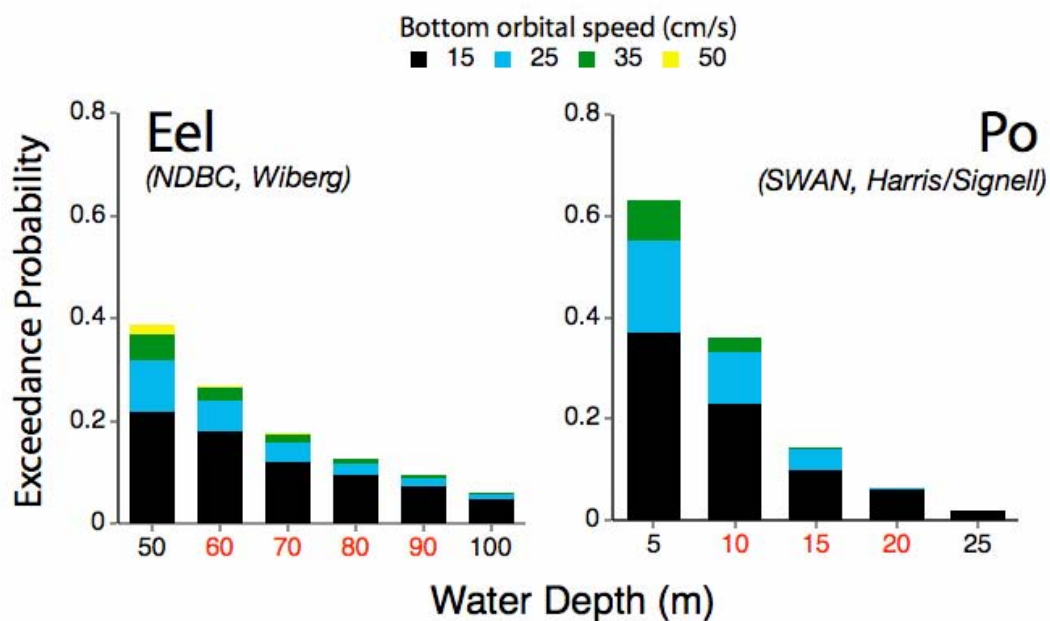 Bottom orbital speed (cm/s)
15 25 35 50
Exceedance Probability
0.8
0.6
0.4
0.2
0
Eel
(NDBC, Wiberg)
50 60 70 80 90 100
0.8
0.6
0.4
0.2
0
Po
(SWAN, Harris/Signell)
5 10 15 20 25
Water Depth (m)